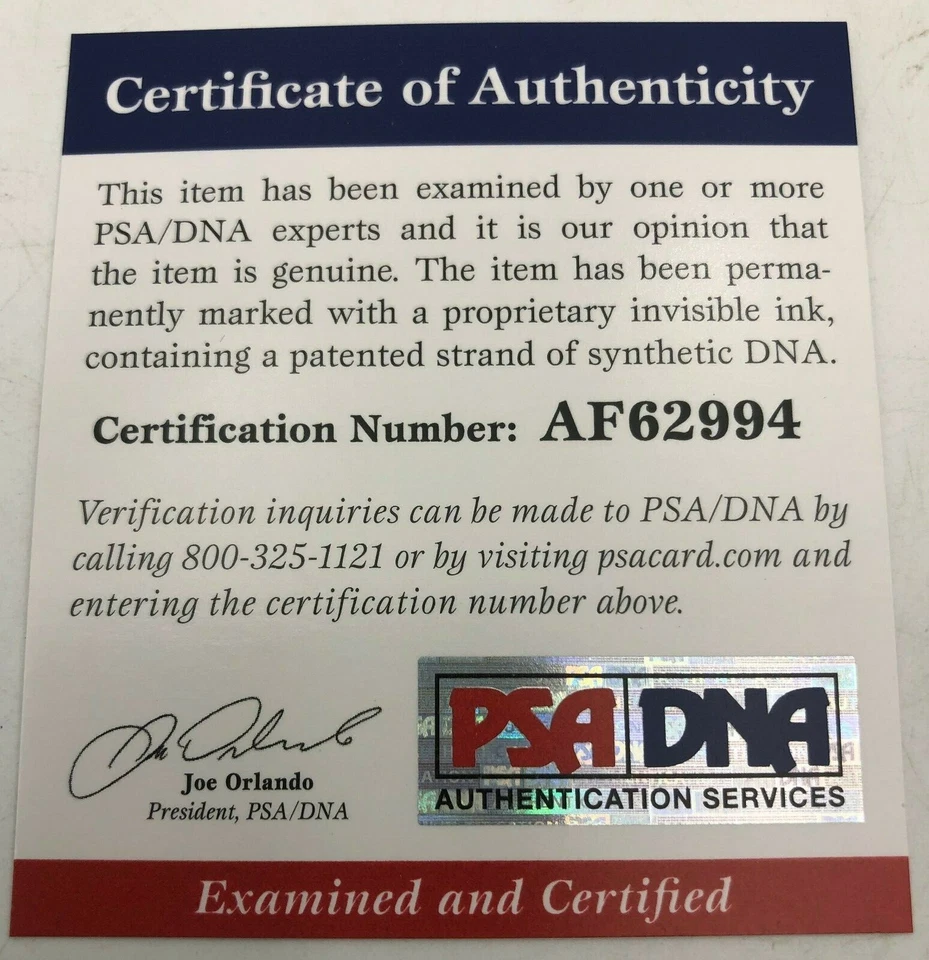 Certificate of Authenticity
This item has been examined by one or more
PSA/DNA experts and it is our opinion that
the item is genuine. The item has been perma-
nently marked with a proprietary invisible ink,
containing a patented strand of synthetic DNA.
Certification Number: AF62994
Verification inquiries can be made to PSA/DNA by
calling 800-325-1121 or by visiting psacard.com and
entering the certification number above.
Joe Orlando
President, PSA/DNA
PSA DNA
AUTHENTICATION SERVICES
Examined and Certified